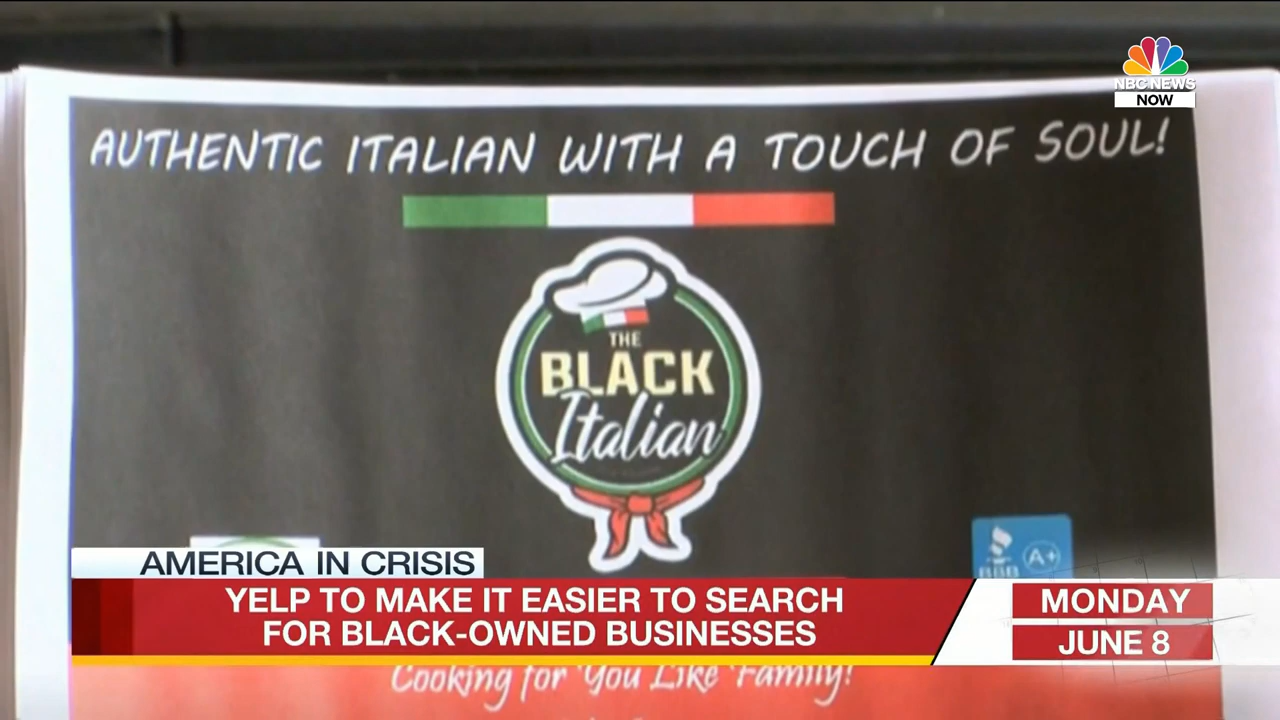 NBC NEWS
NOW
AUTHENTIC ITALIAN WITH A TOUCH OF SOUL!
THE
BLACK
Italian
BBB
A+
AMERICA IN CRISIS
YELP TO MAKE IT EASIER TO SEARCH
FOR BLACK-OWNED BUSINESSES
MONDAY
JUNE 8
Cooking for You Like Family!